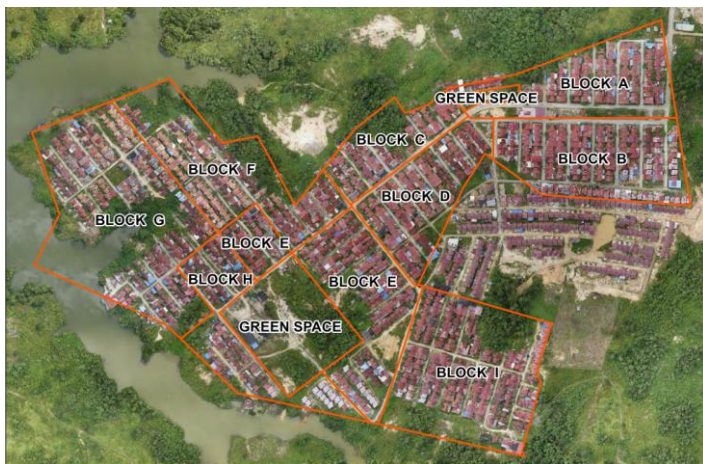 BLOCK A
GREEN SPACE
BLOCK C
BLOCK B
BLOCK F
BLOCK D
BLOCK G
BLOCK E
BLOCK H
BLOCK E
GREEN SPACE
BLOCK I